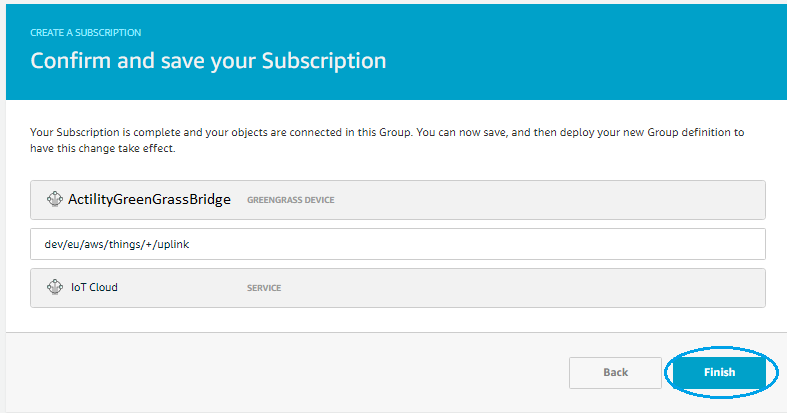 CREATE A SUBSCRIPTION
Confirm and save your Subscription
Your Subscription is complete and your objects are connected in this Group. You can now save, and then deploy your new Group definition to
have this change take effect.
ActilityGreenGrassBridge GREENGRASS DEVICE
dev/eu/aws/things/+/uplink
IoT Cloud SERVICE
Back Finish